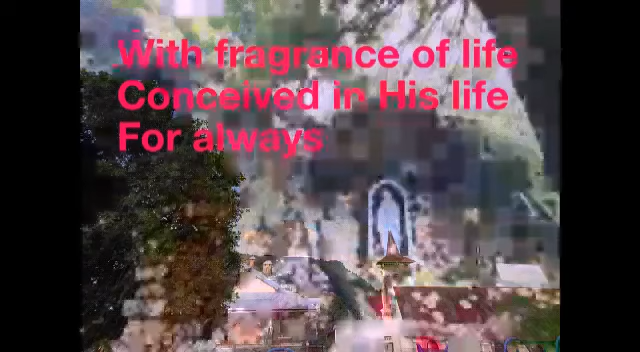 With fragrance of life
Conceived in His life
For always